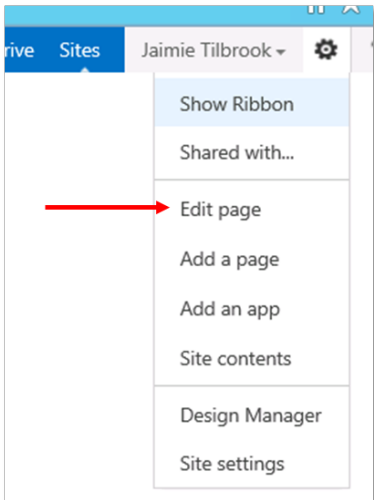 rive Sites Jaimie Tilbrook
Show Ribbon
Shared with...
Edit page
Add a page
Add an app
Site contents
Design Manager
Site settings